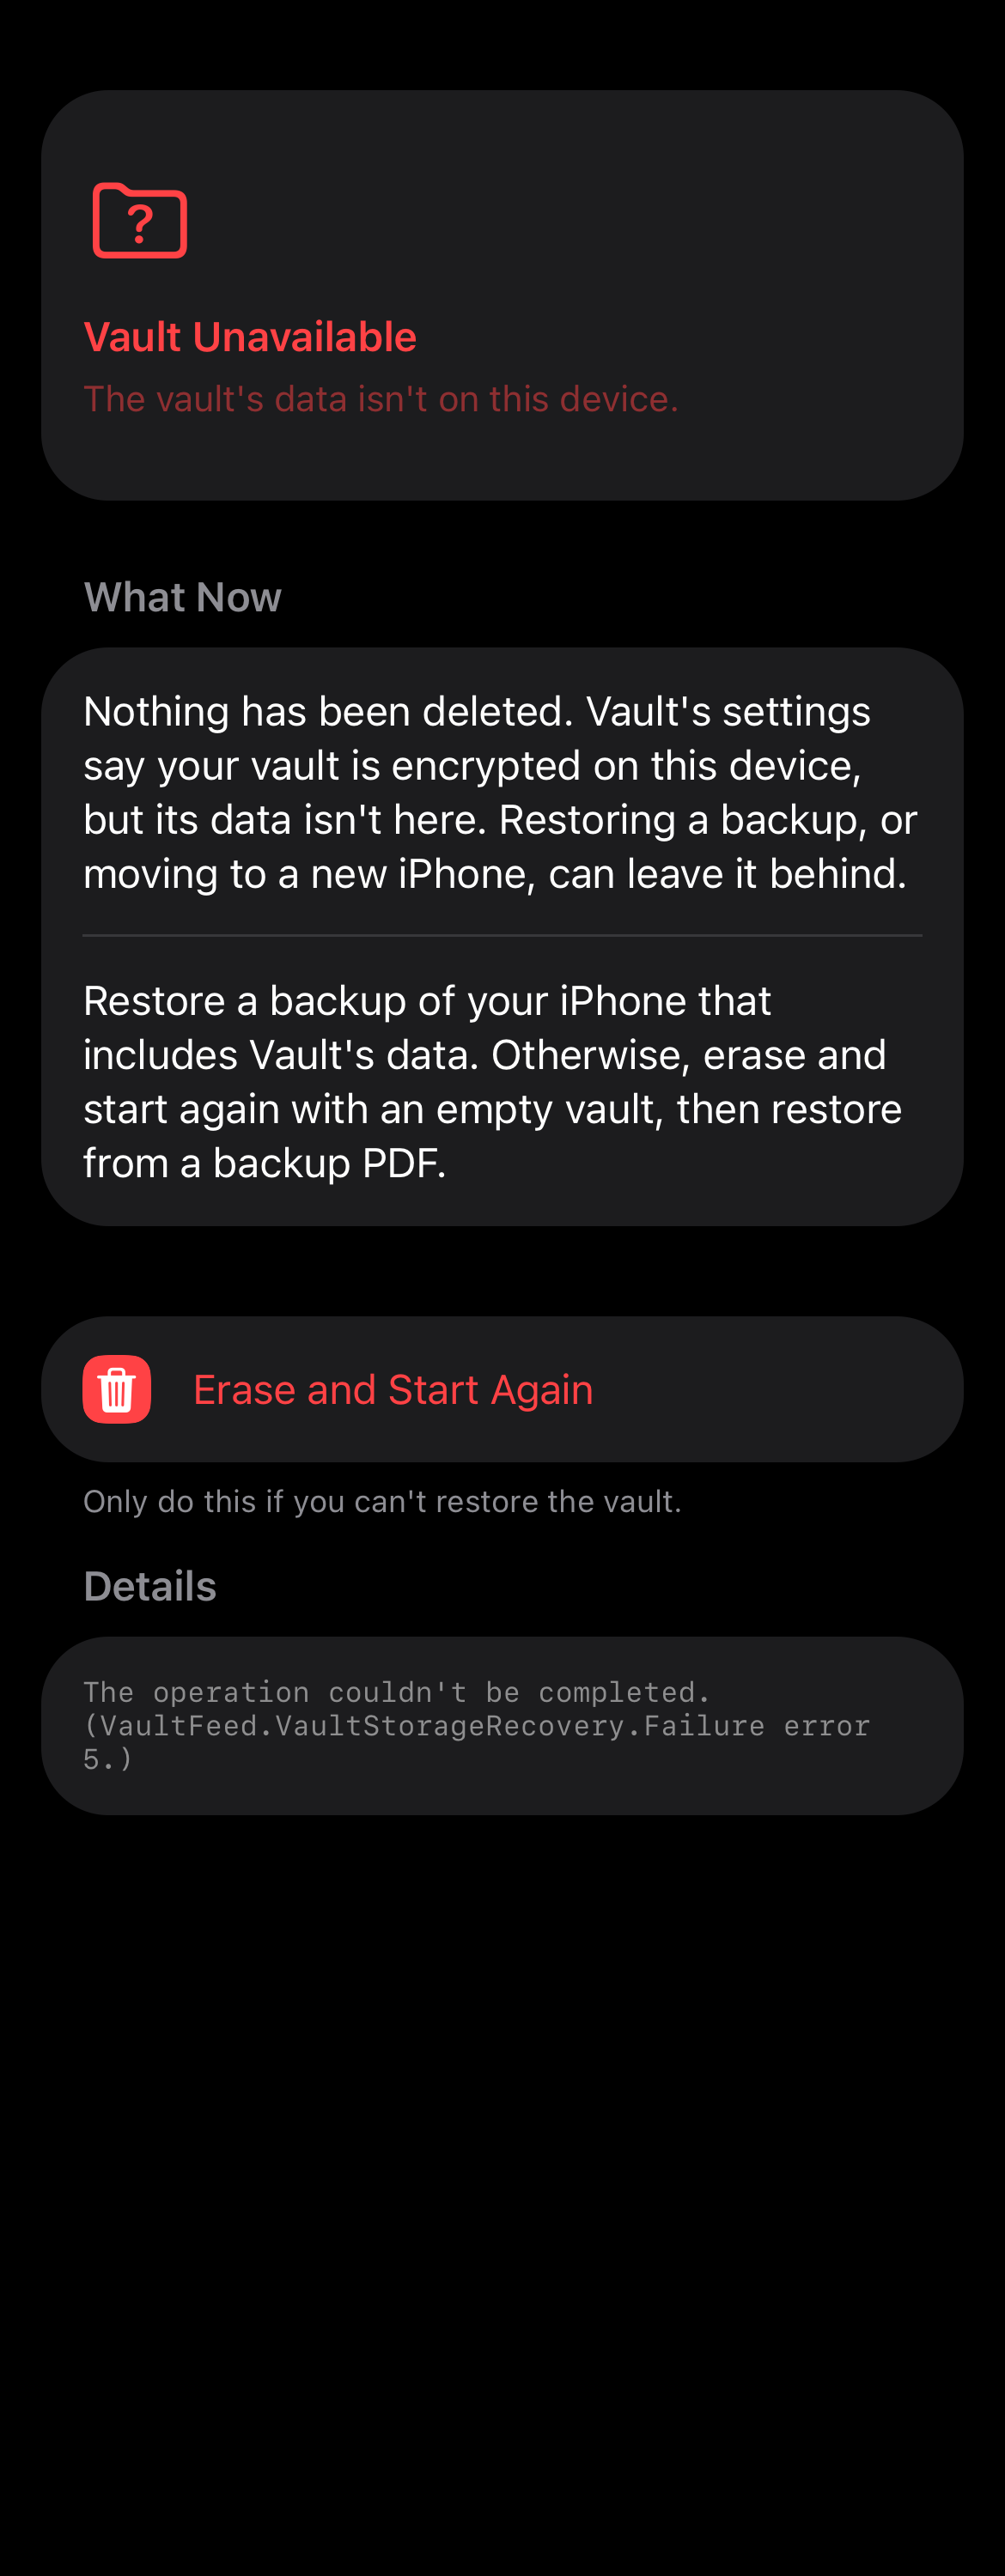 ?
Vault Unavailable
The vault's data isn't on this device.
What Now
Nothing has been deleted. Vault's settings
say your vault is encrypted on this device,
but its data isn't here. Restoring a backup, or
moving to a new iPhone, can leave it behind.
Restore a backup of your iPhone that
includes Vault's data. Otherwise, erase and
start again with an empty vault, then restore
from a backup PDF.
Erase and Start Again
Only do this if you can't restore the vault.
Details
The operation couldn't be completed.
(VaultFeed.VaultStorageRecovery.Failure error
5.)